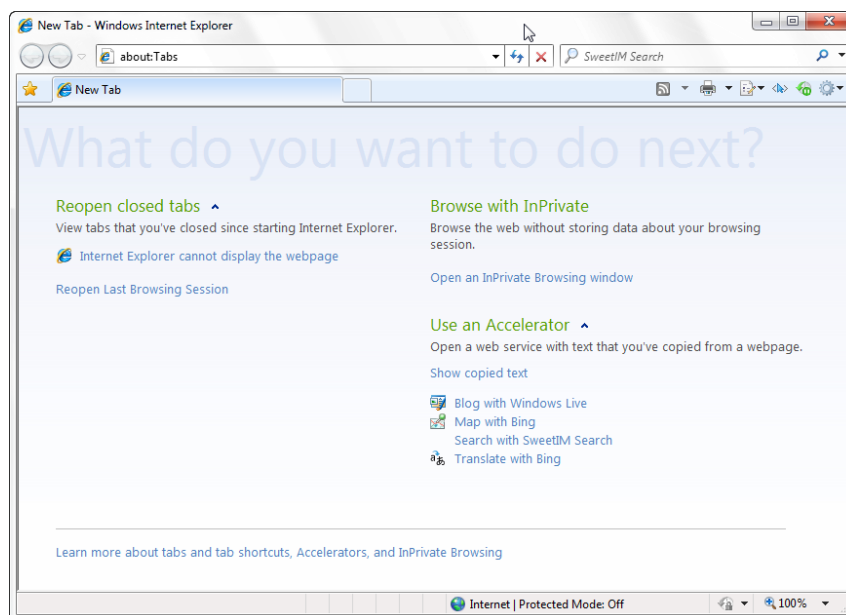 New Tab - Windows Internet Explorer
about:Tabs
SweetIM Search
New Tab
What do you want to do next?
Reopen closed tabs
View tabs that you've closed since starting Internet Explorer.
Internet Explorer cannot display the webpage
Reopen Last Browsing Session
Browse with InPrivate
Browse the web without storing data about your browsing
session.
Open an InPrivate Browsing window
Use an Accelerator
Open a web service with text that you've copied from a webpage.
Show copied text
Blog with Windows Live
Map with Bing
Search with SweetIM Search
Translate with Bing
Learn more about tabs and tab shortcuts, Accelerators, and InPrivate Browsing
Internet | Protected Mode: Off
100%